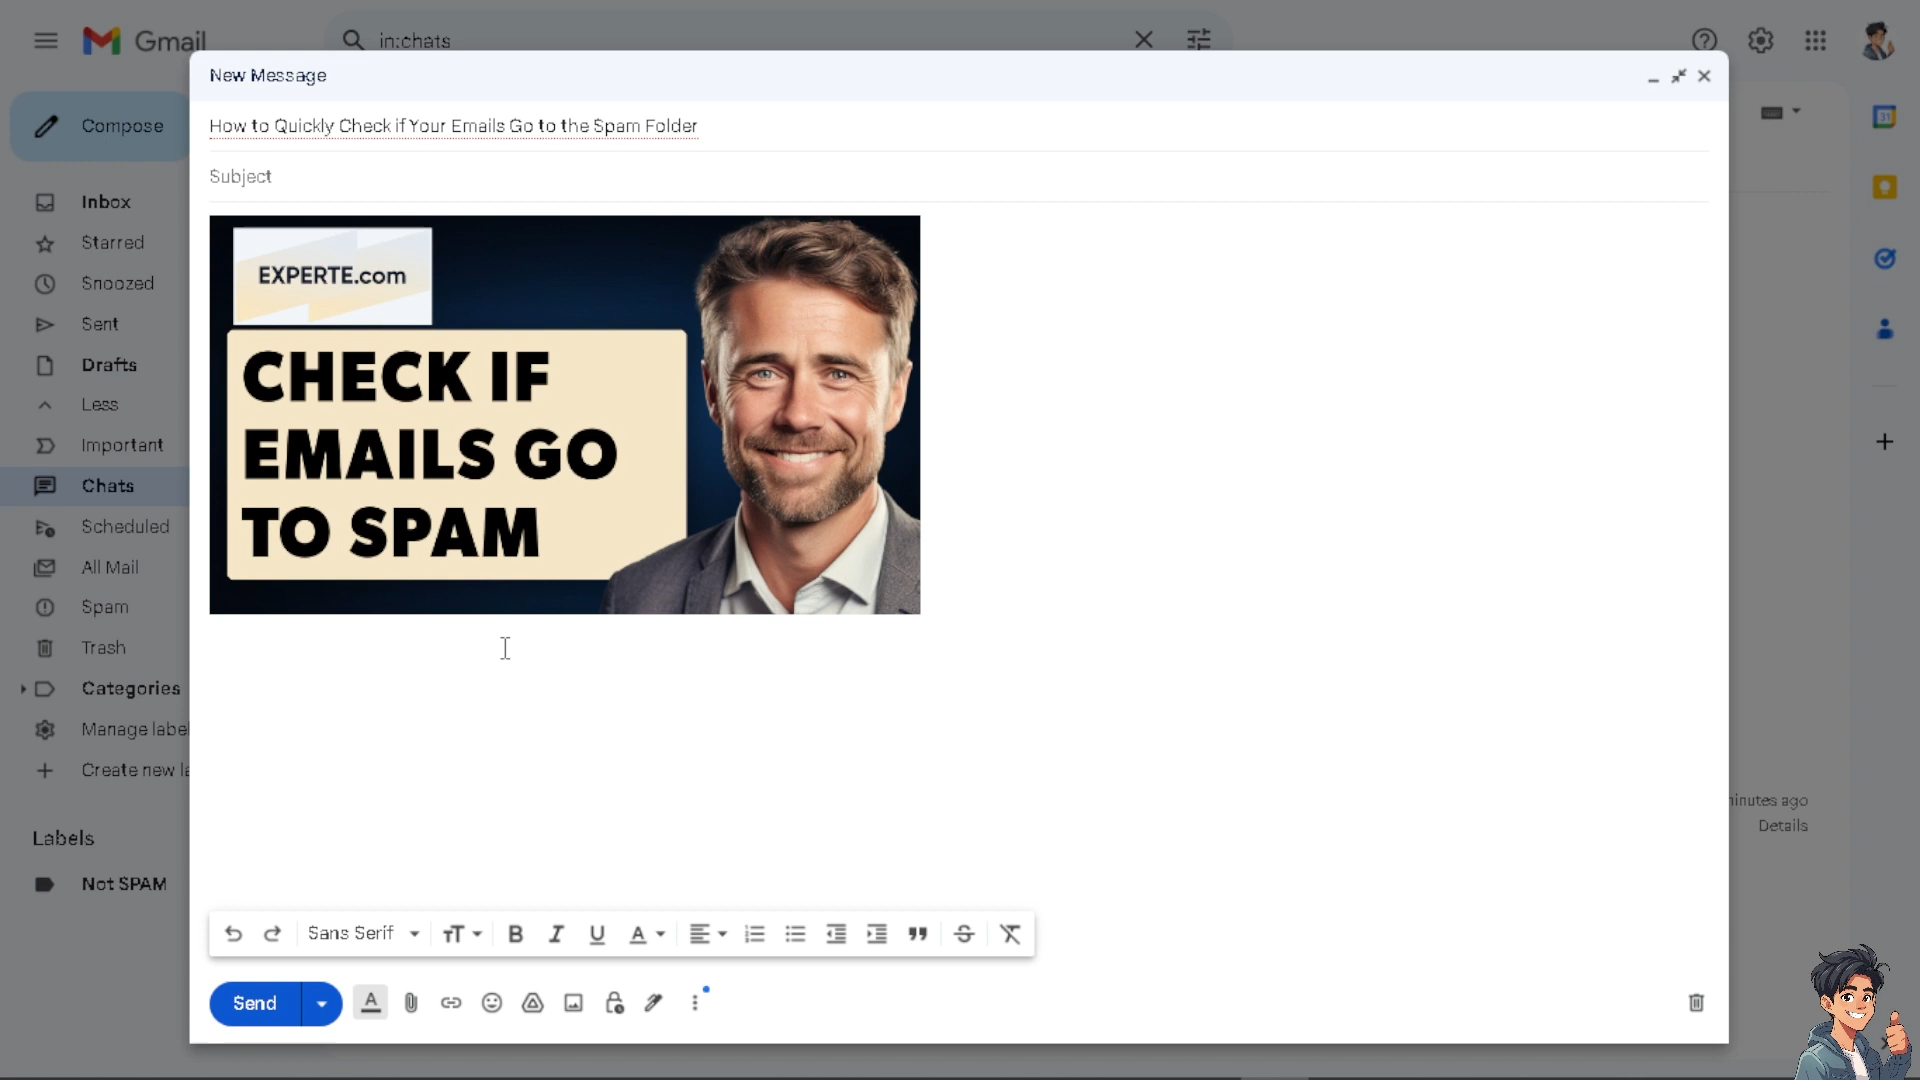 Gmail
in:chats
New Message
Compose
How to Quickly Check if Your Emails Go to the Spam Folder
Subject
31
Inbox
Starred
Snoozed
Sent
Drafts
Less
Important
Chats
Scheduled
All Mail
Spam
Trash
Categories
Manage label
Create new la
Labels
Not SPAM
EXPERTE.com
CHECK IF
EMAILS GO
TO SPAM
inutes ago
Details
Sans Serif
Send